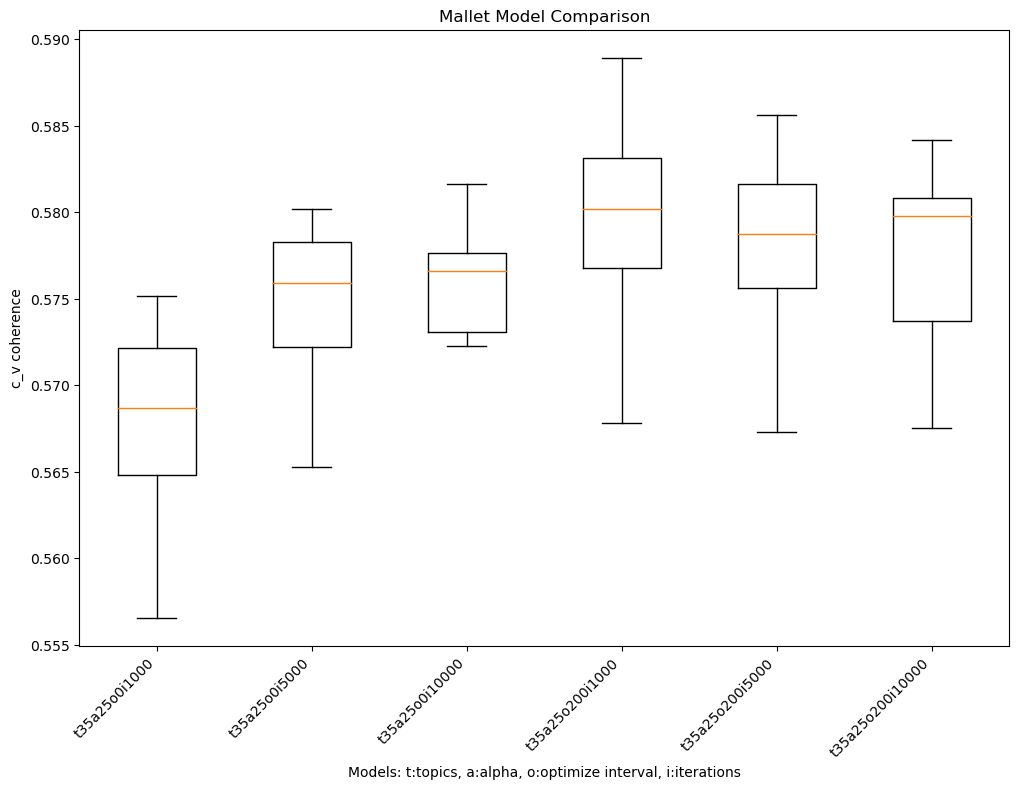 Mallet Model Comparison
0.590
0.585
0.580
0.575
0.570
0.565
0.560
0.555
c_v coherence
t35a25o0i1000
t35a25o0i5000
t35a25o0i10000
t35a25o200i1000
t35a25o200i5000
t35a25o200i10000
Models: t:topics, a:alpha, o:optimize interval, i:iterations